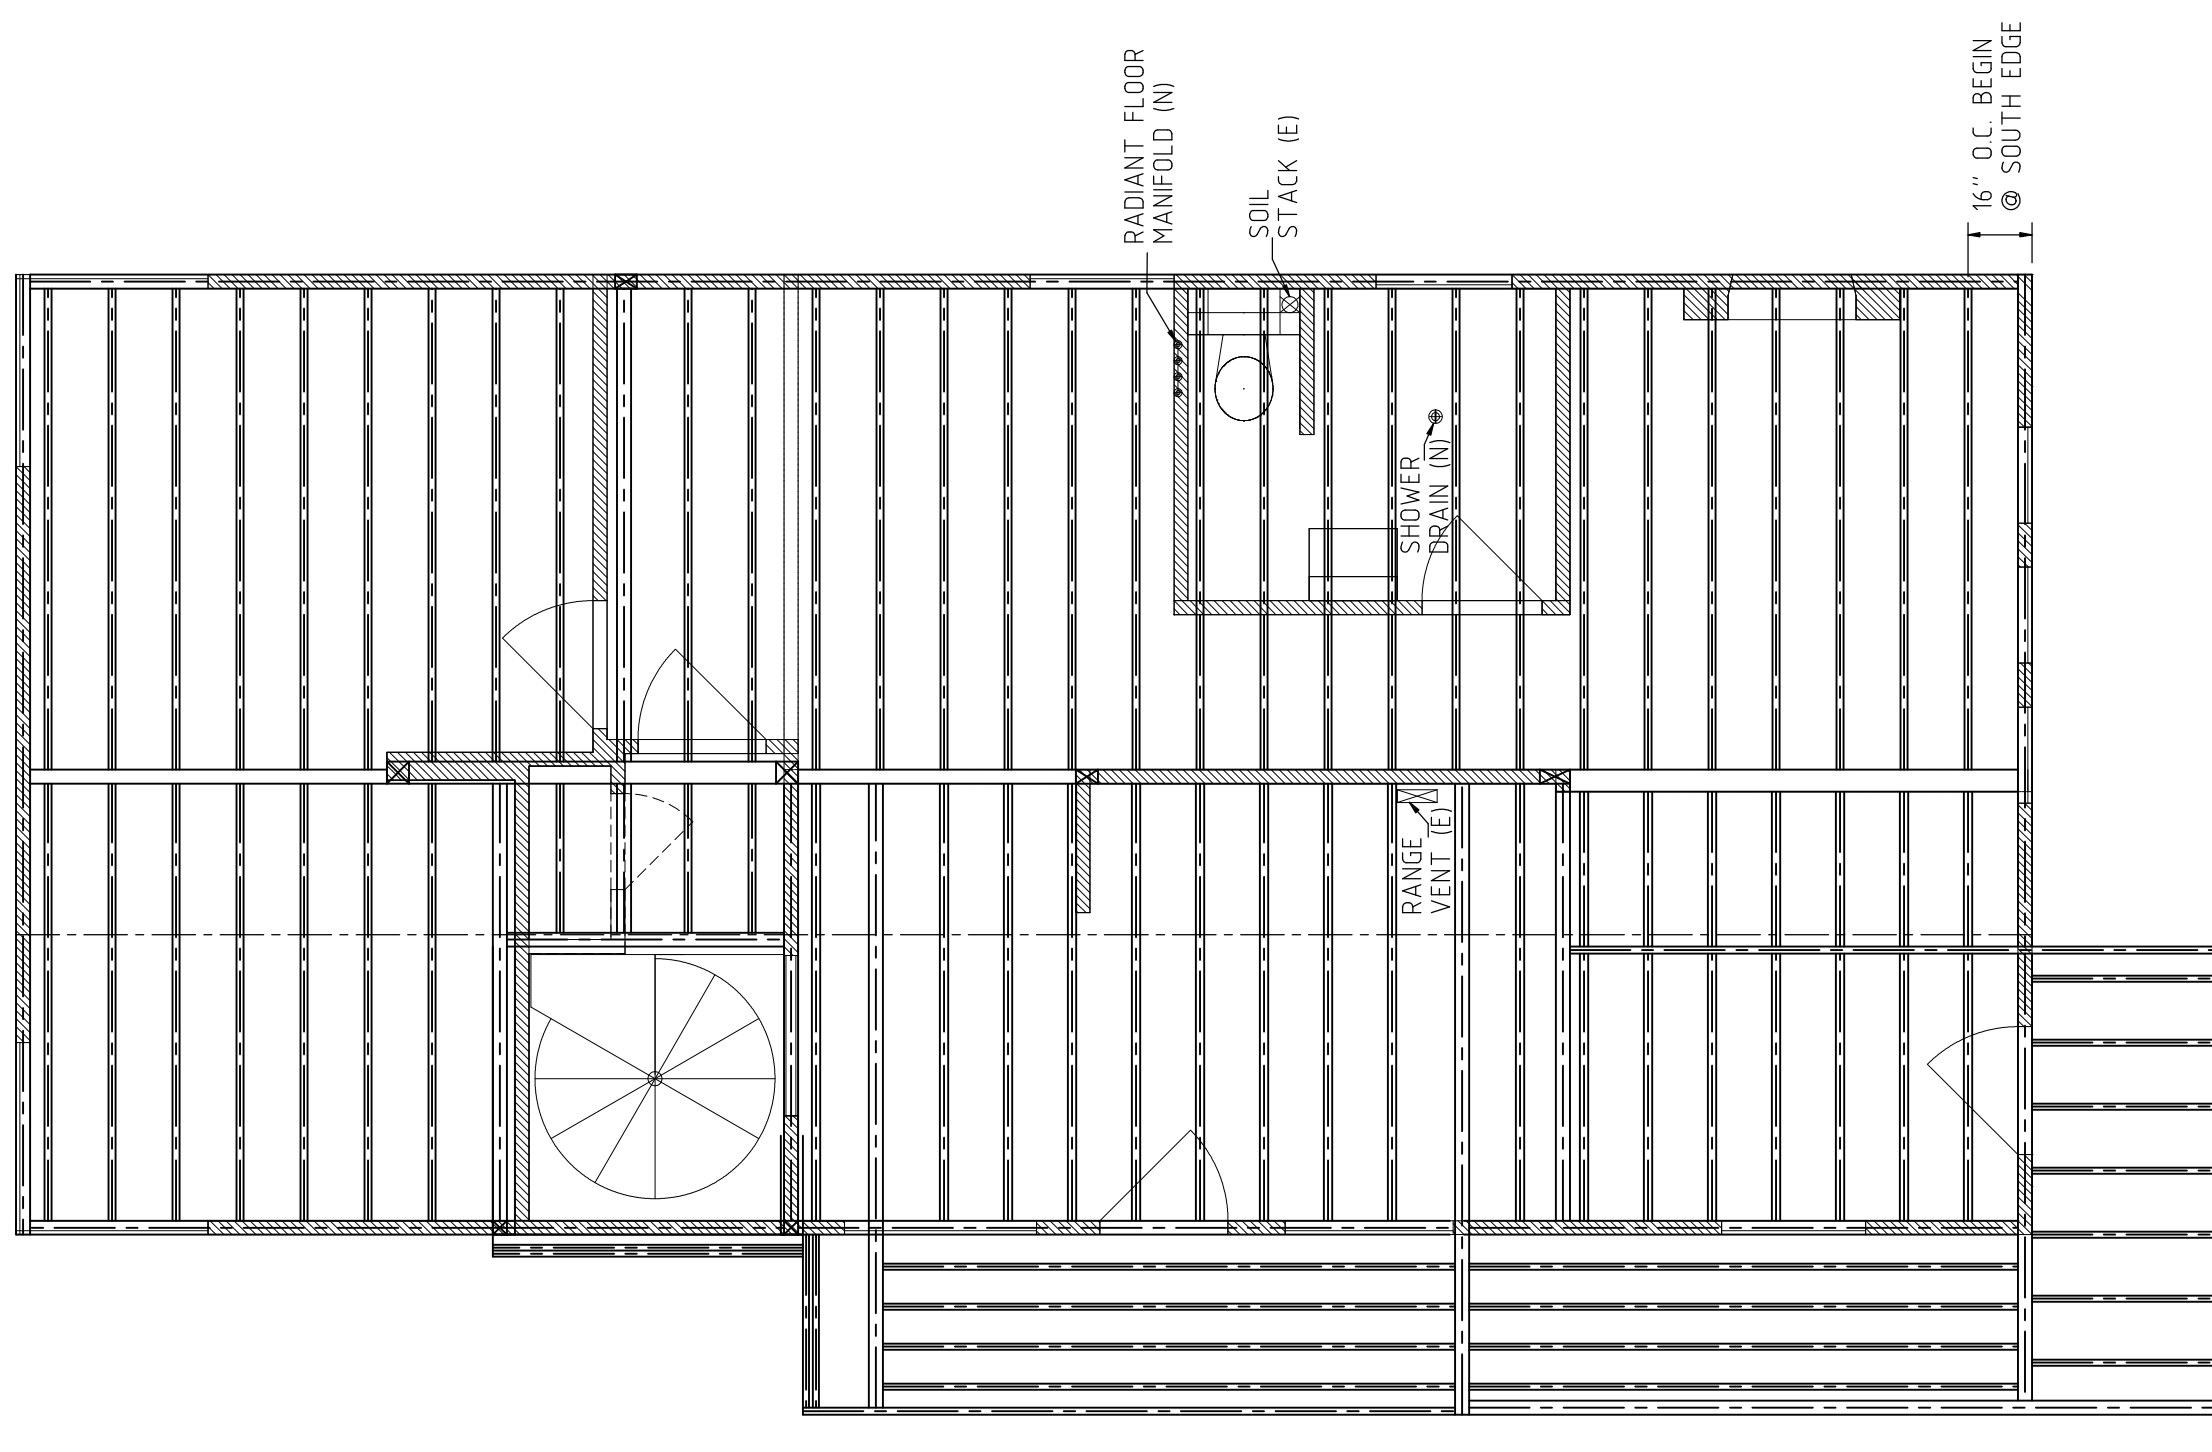 RADIANT FLOOR
MANIFOLD (N)
SOIL
STACK (E)
16" O.C. BEGIN
@ SOUTH EDGE
SHOWER
DRAIN (N)
RANGE
VENT (E)